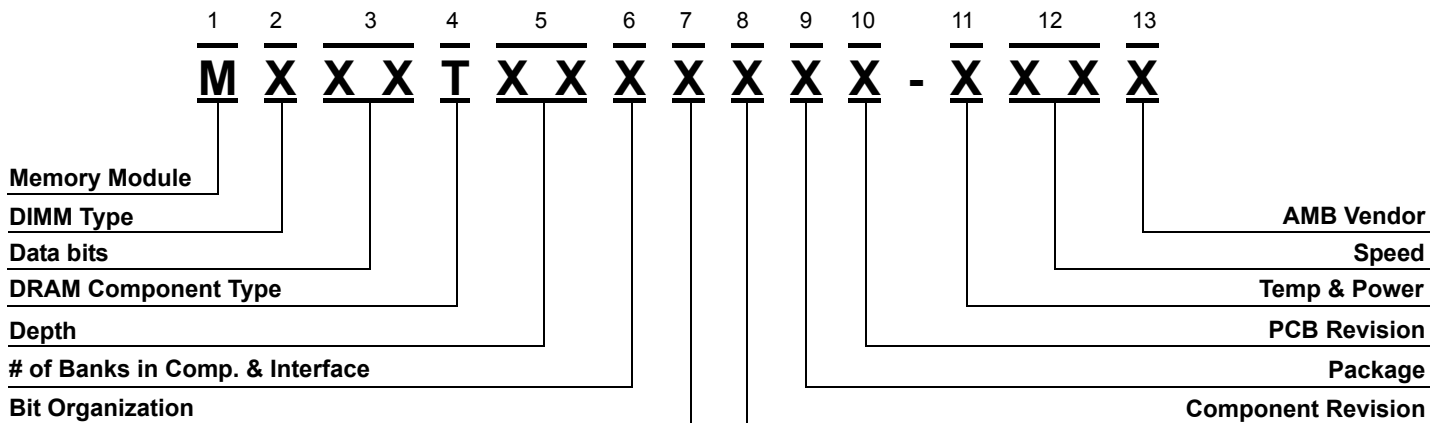 1 2 3 4 5 6 7 8 9 10 11 12 13
M X X X T X X X X X X X - X X X X
Memory Module
DIMM Type
Data bits
DRAM Component Type
Depth
# of Banks in Comp. & Interface
Bit Organization
AMB Vendor
Speed
Temp & Power
PCB Revision
Package
Component Revision